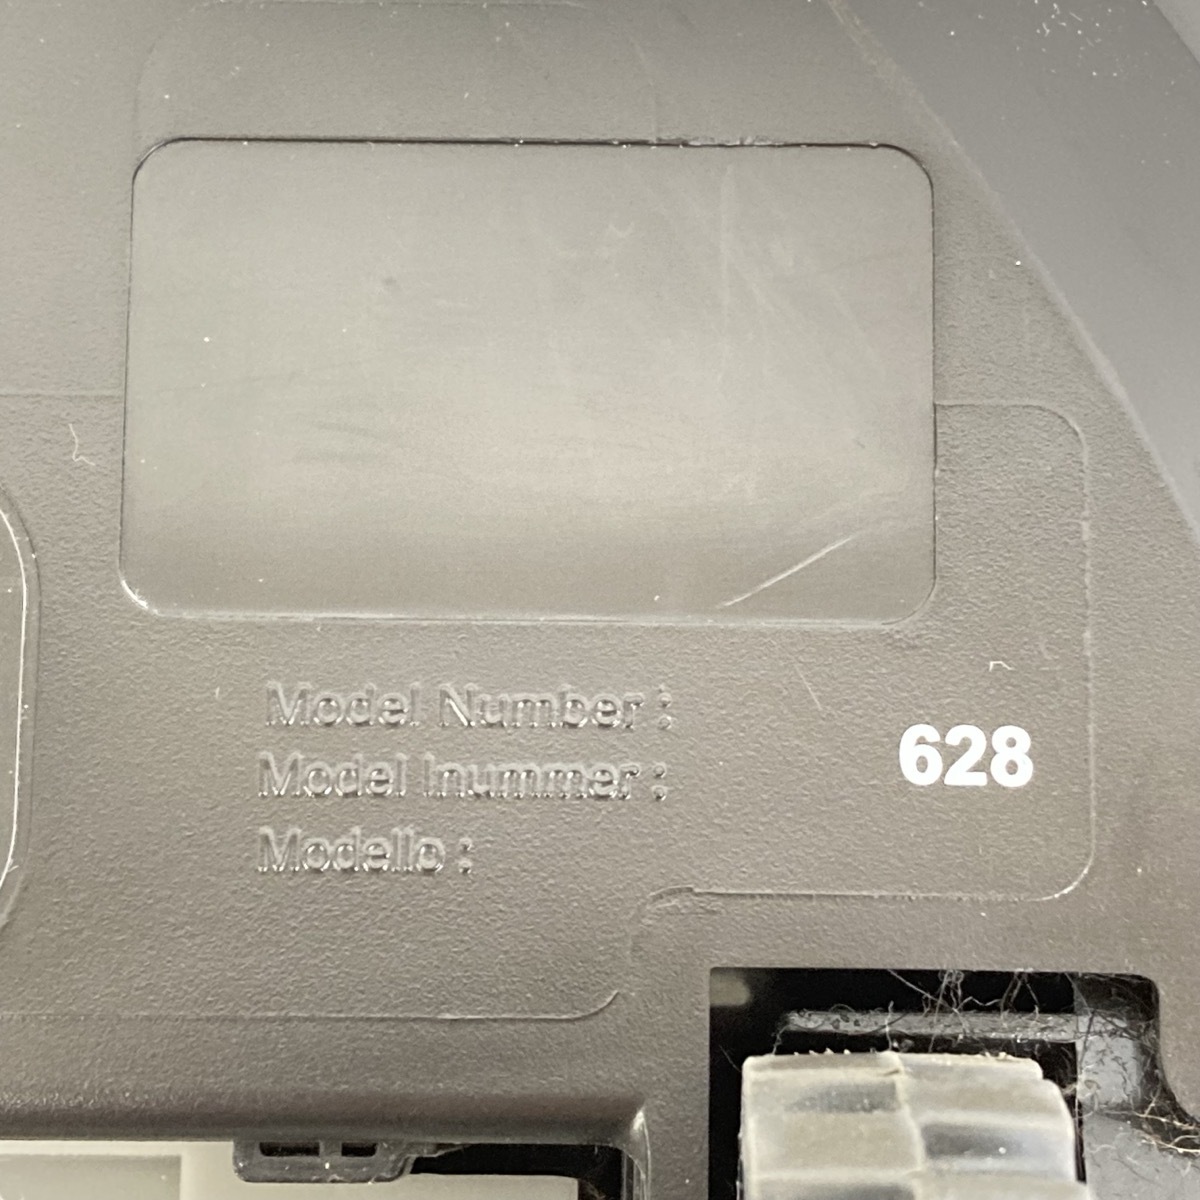 Model Number :
Model Inummer :
Modello :
628